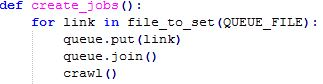 def create_jobs():
    for link in file_to_set(QUEUE_FILE):
        queue.put(link)
        queue.join()
        crawl()